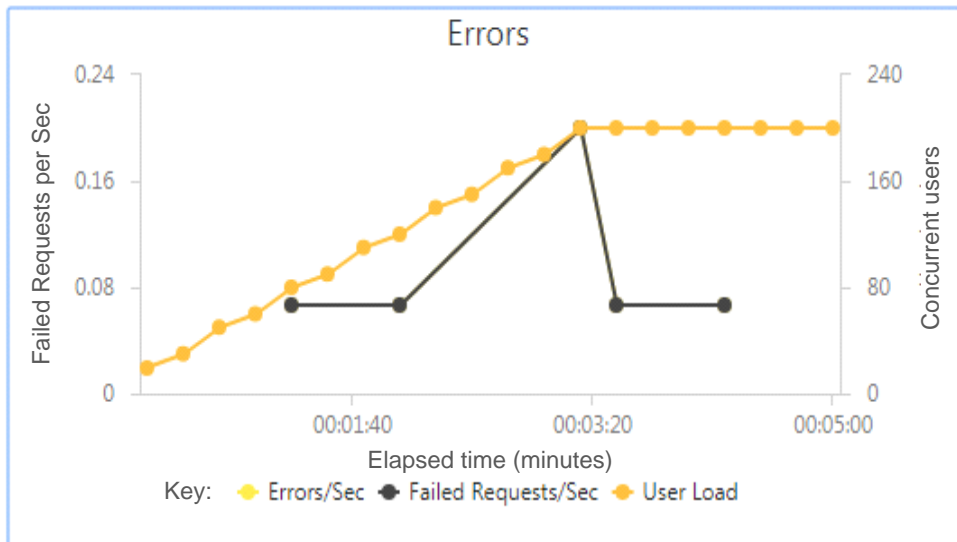 Errors
Failed Requests per Sec
0.24
0.16
0.08
0
240
160
80
0
Concurrent users
00:01:40 00:03:20 00:05:00
Elapsed time (minutes)
Key: Errors/Sec Failed Requests/Sec User Load